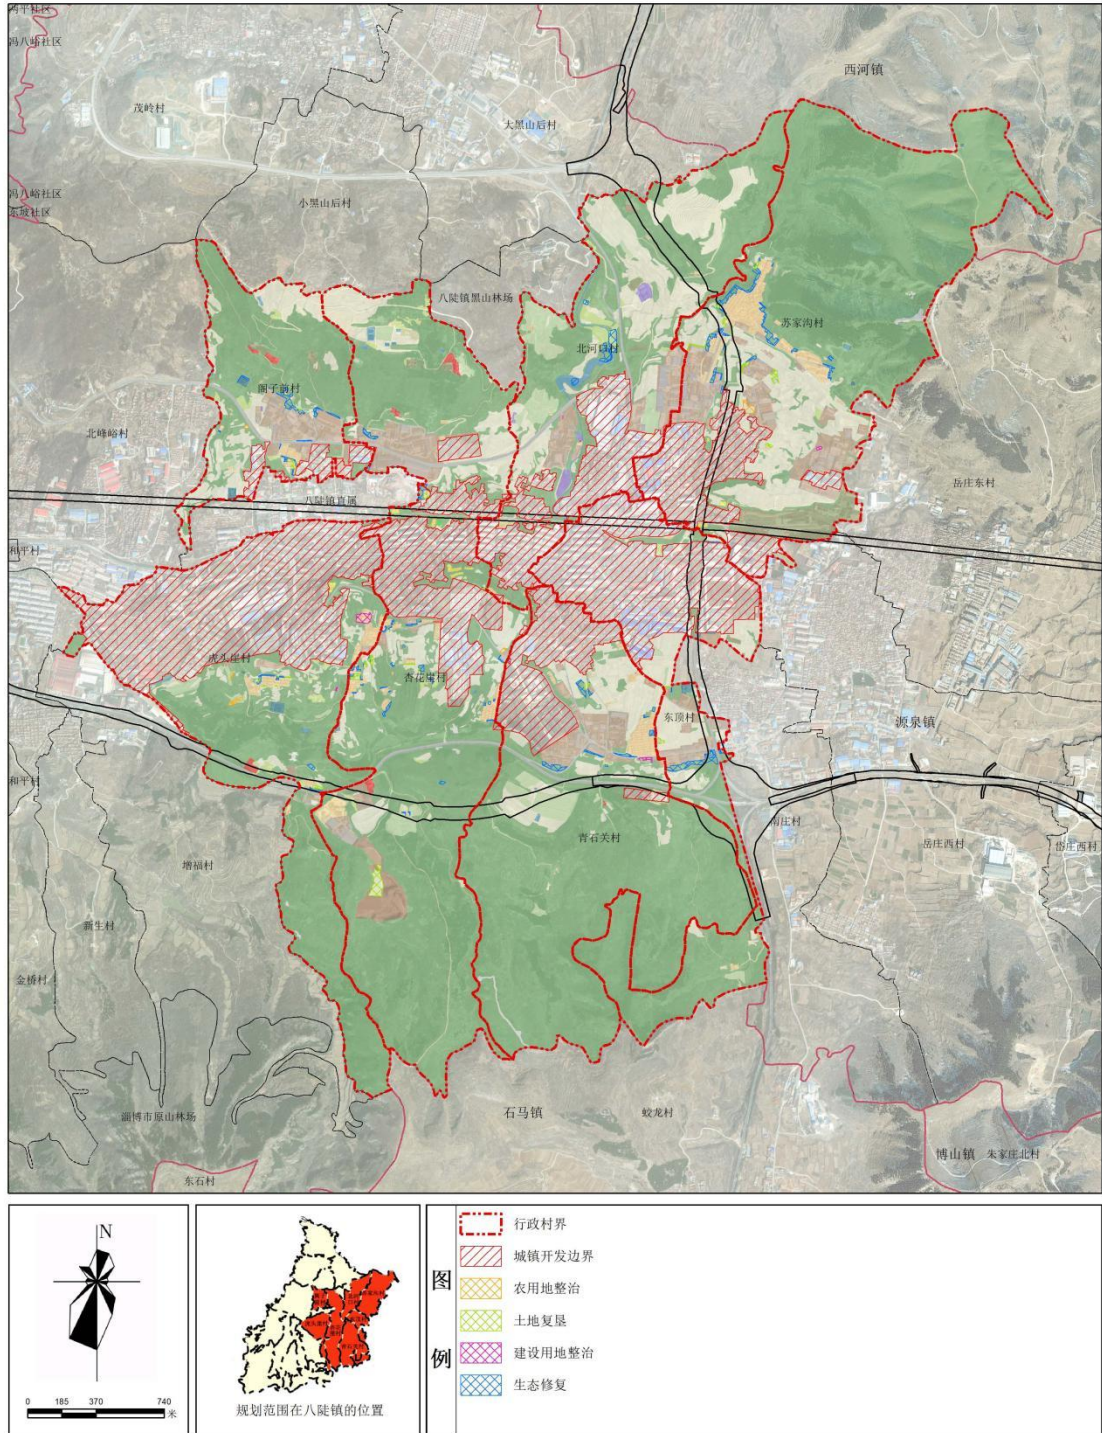 冯八峪社区
西河镇
茂岭村
大黑山后村
冯八峪社区
东坡社区
小黑山后村
八陡镇黑山林场
苏家沟村
北河口村
阁子前村
北峰峪村
岳庄东村
八陡镇直属
和平村
虎头崖村
杏花崖村
东顶村
源泉镇
和平村
青石关村
南庄村
岳庄西村
岱庄西村
增福村
新生村
金桥村
淄博市原山林场
石马镇
蛟龙村
博山镇
朱家庄北村
东石村
N
0 185 370 740
米
规划范围在八陡镇的位置
图例
行政村界
城镇开发边界
农用地整治
土地复垦
建设用地整治
生态修复